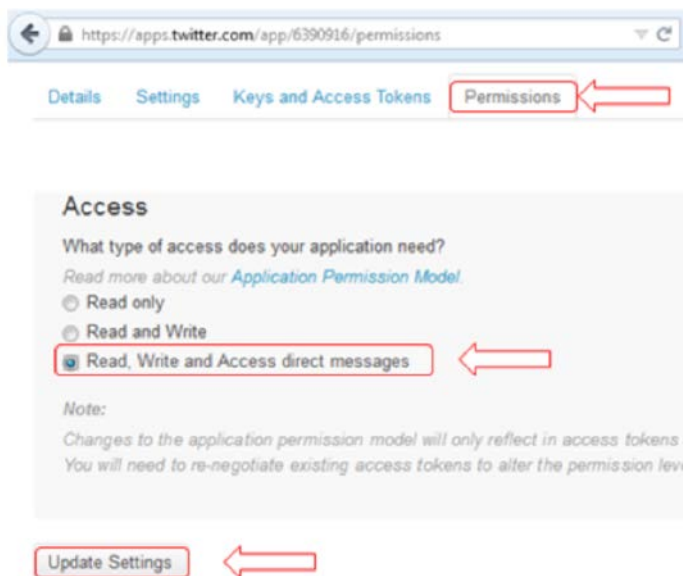 https://apps.twitter.com/app/6390916/permissions
Details Settings Keys and Access Tokens Permissions
Access
What type of access does your application need?
Read more about our Application Permission Model.
Read only
Read and Write
Read, Write and Access direct messages
Note:
Changes to the application permission model will only reflect in access tokens
You will need to re-negotiate existing access tokens to alter the permission
Update Settings